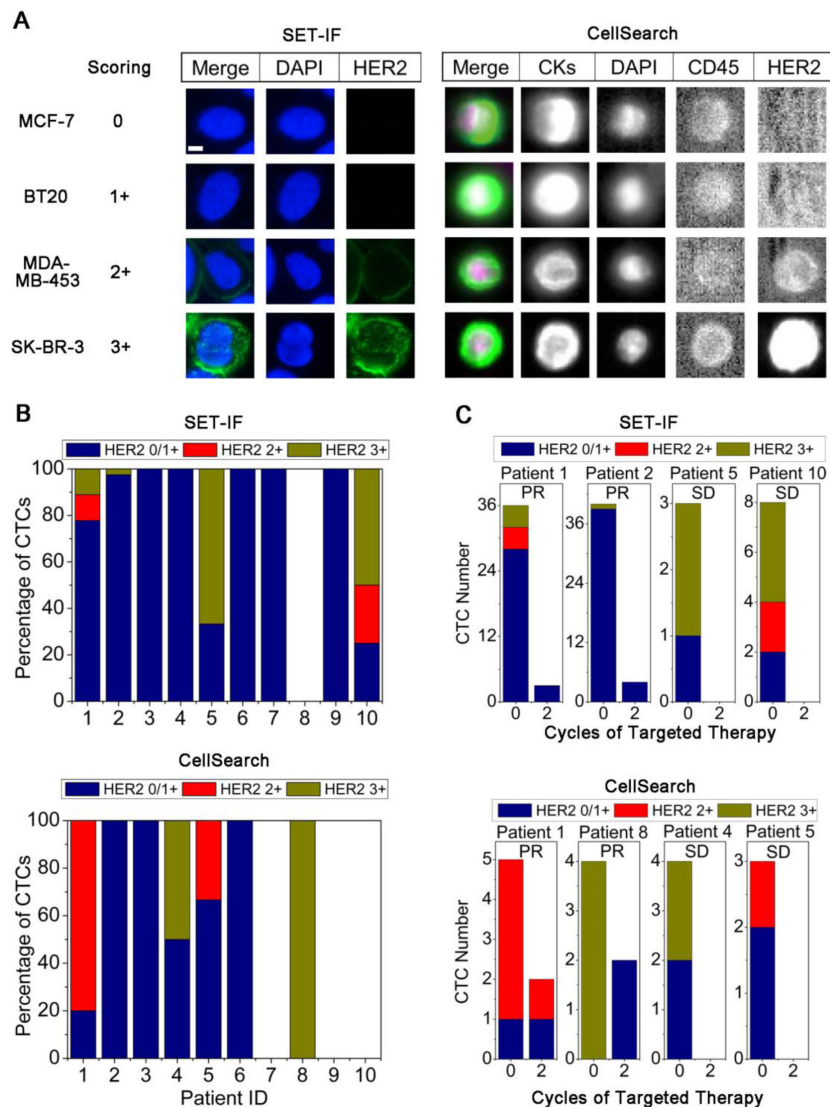 A
SET-IF
CellSearch
Scoring
Merge DAPI HER2
Merge CKs DAPI CD45 HER2
MCF-7 0
BT20 1+
MDA-
MB-453 2+
SK-BR-3 3+
B
SET-IF
HER2 0/1+ HER2 2+ HER2 3+
Percentage of CTCs
100
80
60
40
20
0
1 2 3 4 5 6 7 8 9 10
CellSearch
HER2 0/1+ HER2 2+ HER2 3+
Percentage of CTCs
100
80
60
40
20
0
1 2 3 4 5 6 7 8 9 10
Patient ID
C
SET-IF
HER2 0/1+ HER2 2+ HER2 3+
Patient 1 Patient 2 Patient 5 Patient 10
PR PR SD SD
CTC Number
36
24
12
0
36
24
12
0
3
2
1
0
8
6
4
2
0
0 2 0 2 0 2 0 2
Cycles of Targeted Therapy
CellSearch
HER2 0/1+ HER2 2+ HER2 3+
Patient 1 Patient 8 Patient 4 Patient 5
PR PR SD SD
CTC Number
5
4
3
2
1
0
4
3
2
1
0
4
3
2
1
0
3
2
1
0
0 2 0 2 0 2 0 2
Cycles of Targeted Therapy